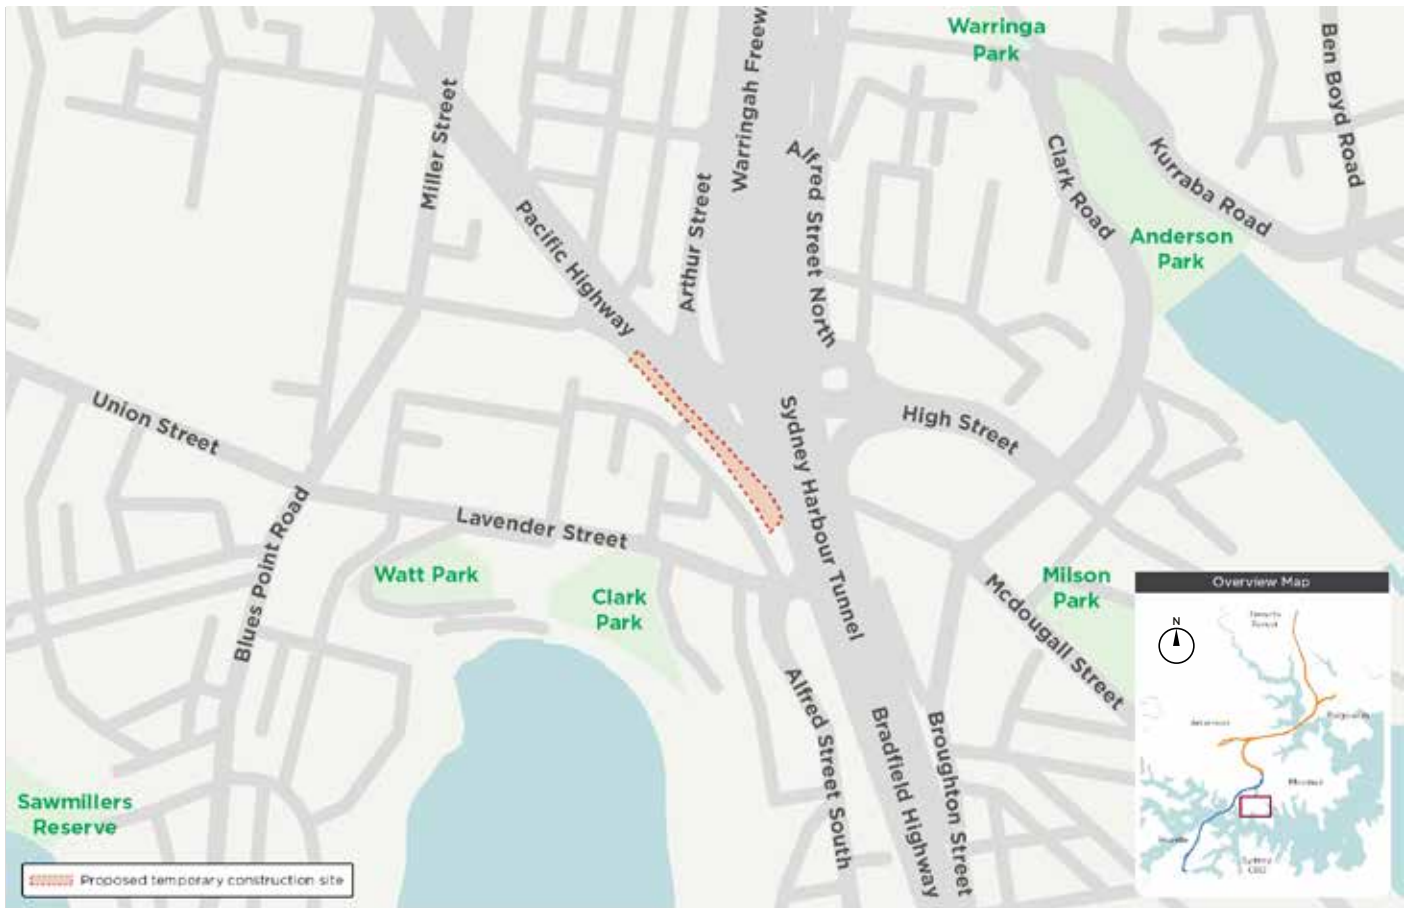 Warringa
Park
Ben Boyd Road
Miller Street
Warringah Freew
Alfred Street North
Clark Road
Kurraba Road
Pacific Highway
Arthur Street
Anderson
Park
Union Street
High Street
Sydney Harbour Tunnel
Lavender Street
Blues Point Road
Watt Park
Clark
Park
Milson
Park
Mcdougall Street
Alfred Street South
Bradfield Highway
Broughton Street
Sawmillers
Reserve
Proposed temporary construction site
Overview Map
N
Mosman
Sydney
CBD